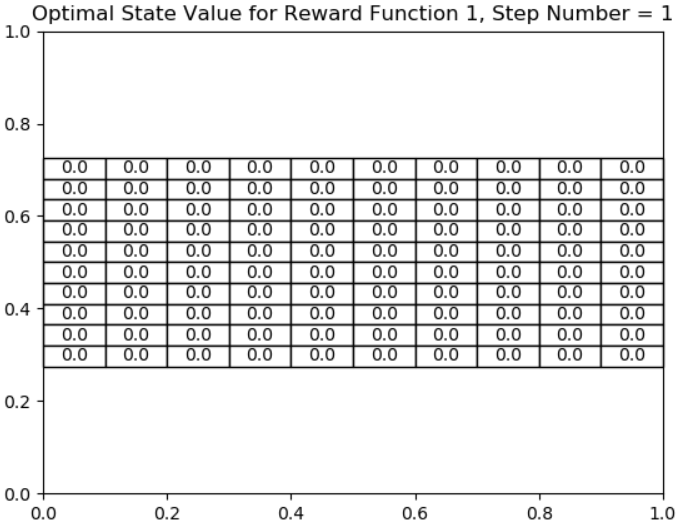 Optimal State Value for Reward Function 1, Step Number = 1
1.0
0.8
0.0 0.0 0.0 0.0 0.0 0.0 0.0 0.0 0.0 0.0
0.0 0.0 0.0 0.0 0.0 0.0 0.0 0.0 0.0 0.0
0.6
0.0 0.0 0.0 0.0 0.0 0.0 0.0 0.0 0.0 0.0
0.0 0.0 0.0 0.0 0.0 0.0 0.0 0.0 0.0 0.0
0.0 0.0 0.0 0.0 0.0 0.0 0.0 0.0 0.0 0.0
0.0 0.0 0.0 0.0 0.0 0.0 0.0 0.0 0.0 0.0
0.0 0.0 0.0 0.0 0.0 0.0 0.0 0.0 0.0 0.0
0.4
0.0 0.0 0.0 0.0 0.0 0.0 0.0 0.0 0.0 0.0
0.0 0.0 0.0 0.0 0.0 0.0 0.0 0.0 0.0 0.0
0.0 0.0 0.0 0.0 0.0 0.0 0.0 0.0 0.0 0.0
0.2
0.0
0.0 0.2 0.4 0.6 0.8 1.0